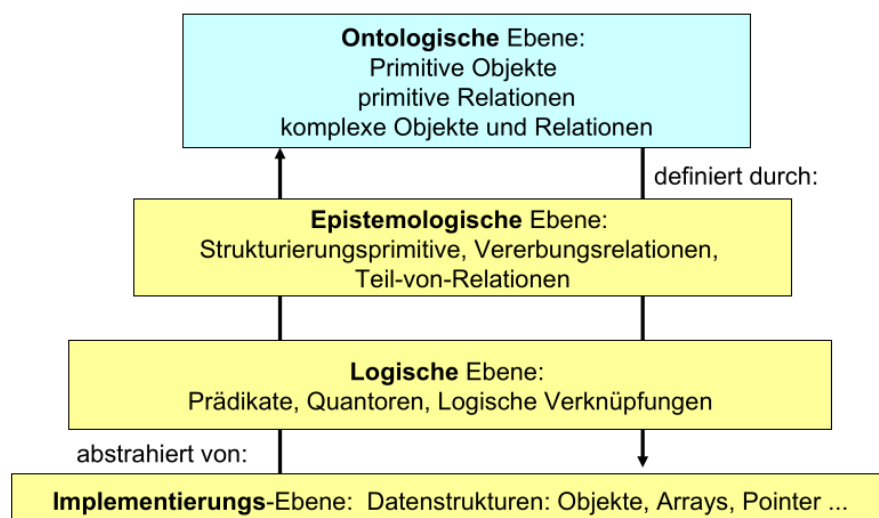 Ontologische Ebene:
Primitive Objekte
primitive Relationen
komplexe Objekte und Relationen
definiert durch:
Epistemologische Ebene:
Strukturierungsprimitive, Vererbungsrelationen,
Teil-von-Relationen
Logische Ebene:
Prädikate, Quantoren, Logische Verknüpfungen
abstrahiert von:
Implementierungs-Ebene: Datenstrukturen: Objekte, Arrays, Pointer ...